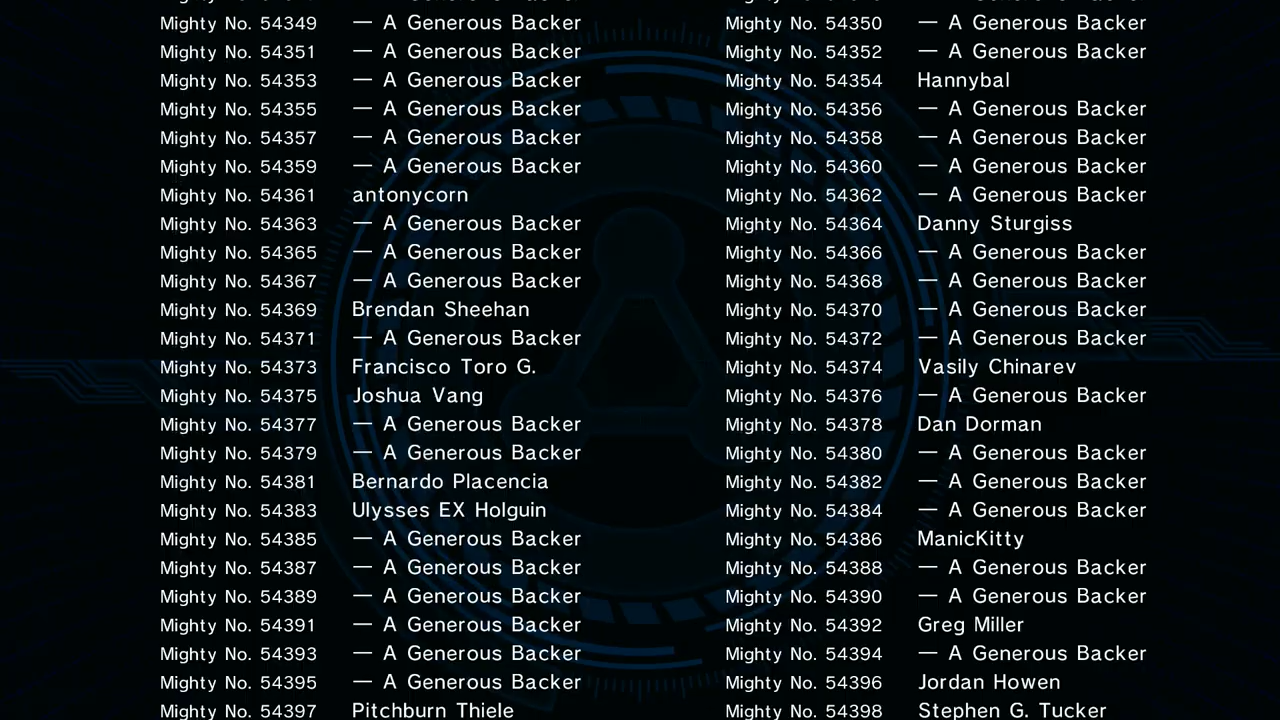 Mighty No. 54349 — A Generous Backer Mighty No. 54350 — A Generous Backer
Mighty No. 54351 — A Generous Backer Mighty No. 54352 — A Generous Backer
Mighty No. 54353 — A Generous Backer Mighty No. 54354 Hannybal
Mighty No. 54355 — A Generous Backer Mighty No. 54356 — A Generous Backer
Mighty No. 54357 — A Generous Backer Mighty No. 54358 — A Generous Backer
Mighty No. 54359 — A Generous Backer Mighty No. 54360 — A Generous Backer
Mighty No. 54361 antonycorn Mighty No. 54362 — A Generous Backer
Mighty No. 54363 — A Generous Backer Mighty No. 54364 Danny Sturgiss
Mighty No. 54365 — A Generous Backer Mighty No. 54366 — A Generous Backer
Mighty No. 54367 — A Generous Backer Mighty No. 54368 — A Generous Backer
Mighty No. 54369 Brendan Sheehan Mighty No. 54370 — A Generous Backer
Mighty No. 54371 — A Generous Backer Mighty No. 54372 — A Generous Backer
Mighty No. 54373 Francisco Toro G. Mighty No. 54374 Vasily Chinarev
Mighty No. 54375 Joshua Vang Mighty No. 54376 — A Generous Backer
Mighty No. 54377 — A Generous Backer Mighty No. 54378 Dan Dorman
Mighty No. 54379 — A Generous Backer Mighty No. 54380 — A Generous Backer
Mighty No. 54381 Bernardo Placencia Mighty No. 54382 — A Generous Backer
Mighty No. 54383 Ulysses EX Holguin Mighty No. 54384 — A Generous Backer
Mighty No. 54385 — A Generous Backer Mighty No. 54386 ManicKitty
Mighty No. 54387 — A Generous Backer Mighty No. 54388 — A Generous Backer
Mighty No. 54389 — A Generous Backer Mighty No. 54390 — A Generous Backer
Mighty No. 54391 — A Generous Backer Mighty No. 54392 Greg Miller
Mighty No. 54393 — A Generous Backer Mighty No. 54394 — A Generous Backer
Mighty No. 54395 — A Generous Backer Mighty No. 54396 Jordan Howen
Mighty No. 54397 Pitchburn Thiele Mighty No. 54398 Stephen G. Tucker